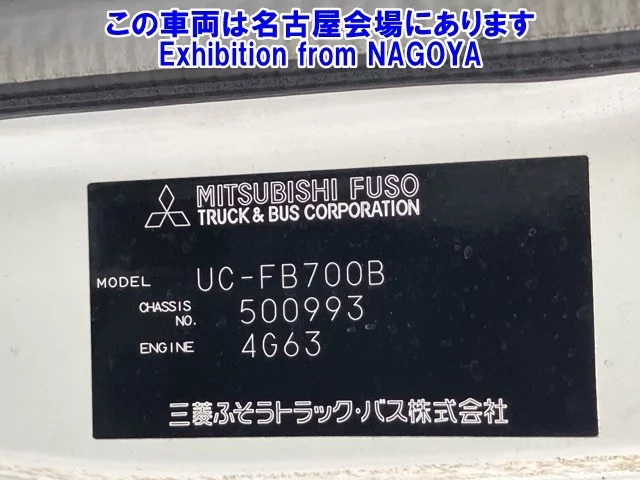 この車両は名古屋会場にあります
Exhibition from NAGOYA
MITSUBISHI FUSO
TRUCK & BUS CORPORATION
MODEL UC-FB700B
CHASSIS NO. 500993
ENGINE 4G63
三菱ふそうトラック・バス株式会社